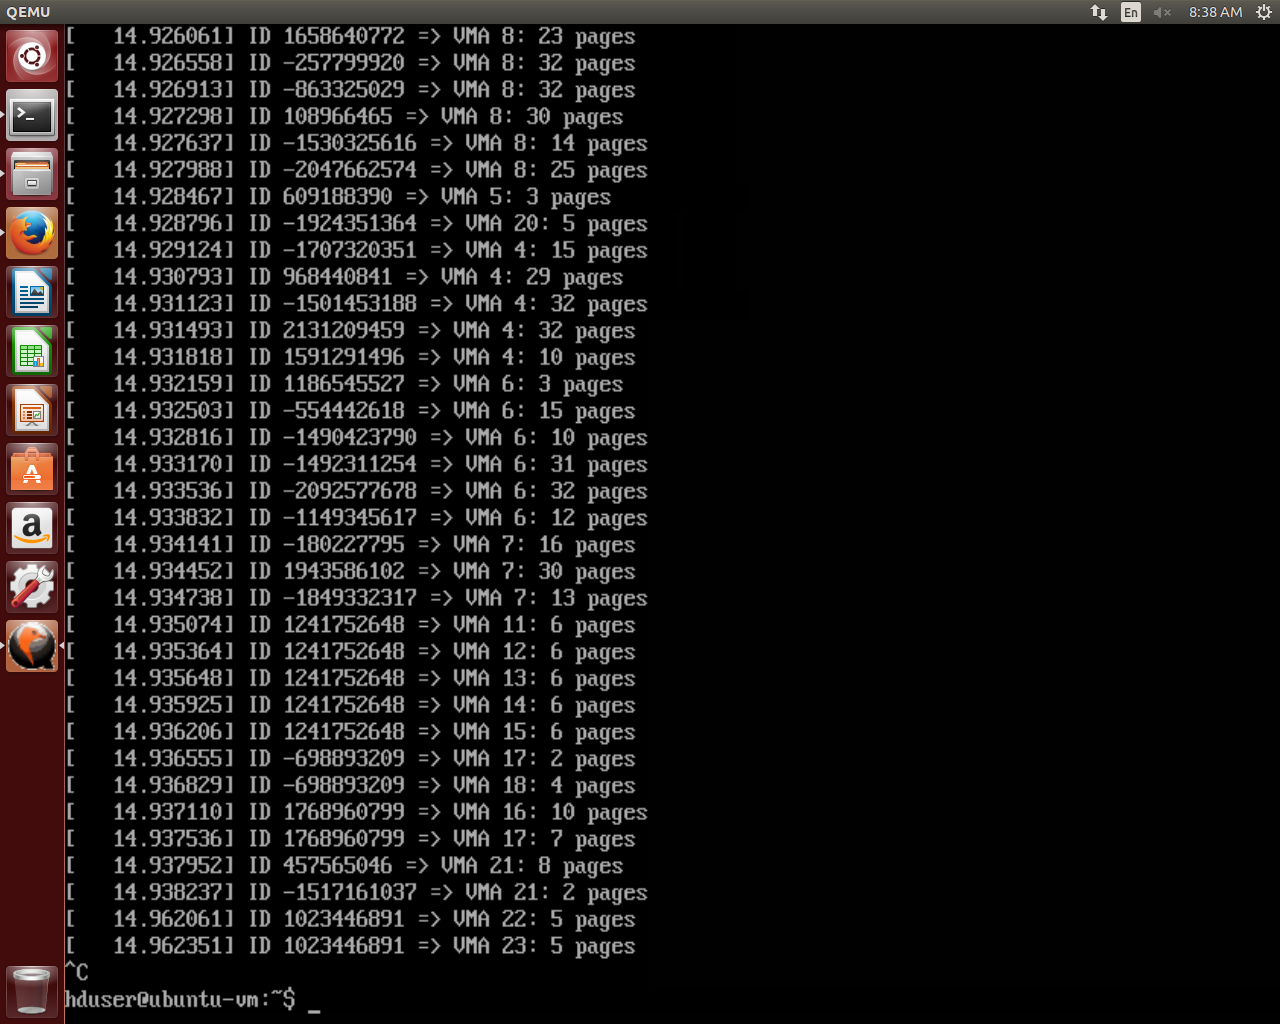 QEMU
En
8:38 AM
[   14.926061] ID 1658640772 => VMA 8: 23 pages
[   14.926558] ID -257799920 => VMA 8: 32 pages
[   14.926913] ID -863325029 => VMA 8: 32 pages
[   14.927298] ID 108966465 => VMA 8: 30 pages
[   14.927637] ID -1530325616 => VMA 8: 14 pages
[   14.927988] ID -2047662574 => VMA 8: 25 pages
[   14.928467] ID 609188390 => VMA 5: 3 pages
[   14.928796] ID -1924351364 => VMA 20: 5 pages
[   14.929124] ID -1707320351 => VMA 4: 15 pages
[   14.930793] ID 968440841 => VMA 4: 29 pages
[   14.931123] ID -1501453188 => VMA 4: 32 pages
[   14.931493] ID 2131209459 => VMA 4: 32 pages
[   14.931818] ID 1591291496 => VMA 4: 10 pages
[   14.932159] ID 1186545527 => VMA 6: 3 pages
[   14.932503] ID -554442618 => VMA 6: 15 pages
[   14.932816] ID -1490423790 => VMA 6: 10 pages
[   14.933170] ID -1492311254 => VMA 6: 31 pages
[   14.933536] ID -2092577678 => VMA 6: 32 pages
[   14.933832] ID -1149345617 => VMA 6: 12 pages
[   14.934141] ID -180227795 => VMA 7: 16 pages
[   14.934452] ID 1943586102 => VMA 7: 30 pages
[   14.934738] ID -1849332317 => VMA 7: 13 pages
[   14.935074] ID 1241752648 => VMA 11: 6 pages
[   14.935364] ID 1241752648 => VMA 12: 6 pages
[   14.935648] ID 1241752648 => VMA 13: 6 pages
[   14.935925] ID 1241752648 => VMA 14: 6 pages
[   14.936206] ID 1241752648 => VMA 15: 6 pages
[   14.936555] ID -698893209 => VMA 17: 2 pages
[   14.936829] ID -698893209 => VMA 18: 4 pages
[   14.937110] ID 1768960799 => VMA 16: 10 pages
[   14.937536] ID 1768960799 => VMA 17: 7 pages
[   14.937952] ID 457565046 => VMA 21: 8 pages
[   14.938237] ID -1517161037 => VMA 21: 2 pages
[   14.962061] ID 1023446891 => VMA 22: 5 pages
[   14.962351] ID 1023446891 => VMA 23: 5 pages
^C
hduser@ubuntu-vm:~$ _